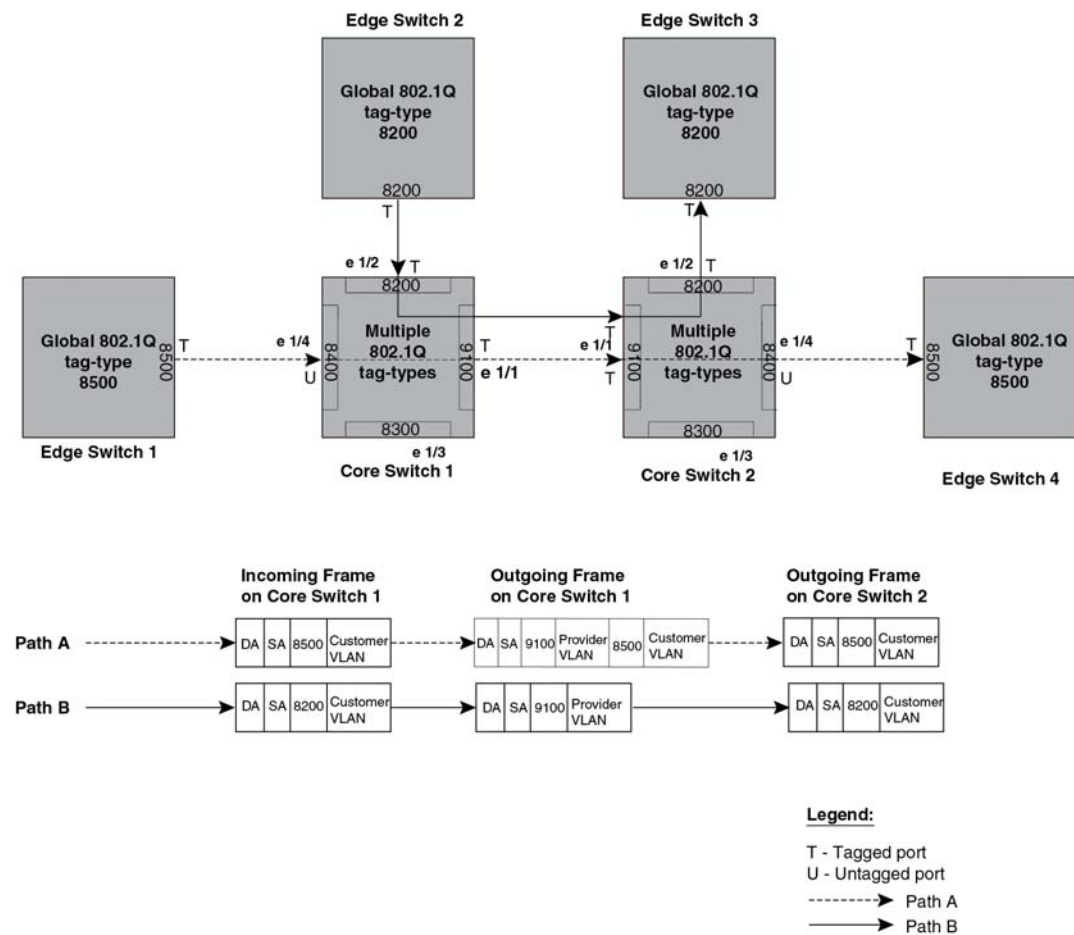 Edge Switch 2
Edge Switch 3
Global 802.1Q
tag-type
8200
8200
T
Global 802.1Q
tag-type
8200
8200
T
e 1/2
T
e 1/2
T
Global 802.1Q
tag-type
8500
8500
T
Edge Switch 1
e 1/4
U
8200
8400
Multiple
802.1Q
tag-types
9100
8300
T
e 1/1
e 1/3
Core Switch 1
T
e 1/1
T
8200
9100
Multiple
802.1Q
tag-types
8400
8300
e 1/4
U
e 1/3
Core Switch 2
T
8500
Global 802.1Q
tag-type
8500
Edge Switch 4
Incoming Frame
on Core Switch 1
Outgoing Frame
on Core Switch 1
Outgoing Frame
on Core Switch 2
Path A
DA SA 8500 Customer
VLAN
DA SA 9100 Provider
VLAN
8500 Customer
VLAN
DA SA 8500 Customer
VLAN
Path B
DA SA 8200 Customer
VLAN
DA SA 9100 Provider
VLAN
DA SA 8200 Customer
VLAN
Legend:
T - Tagged port
U - Untagged port
Path A
Path B